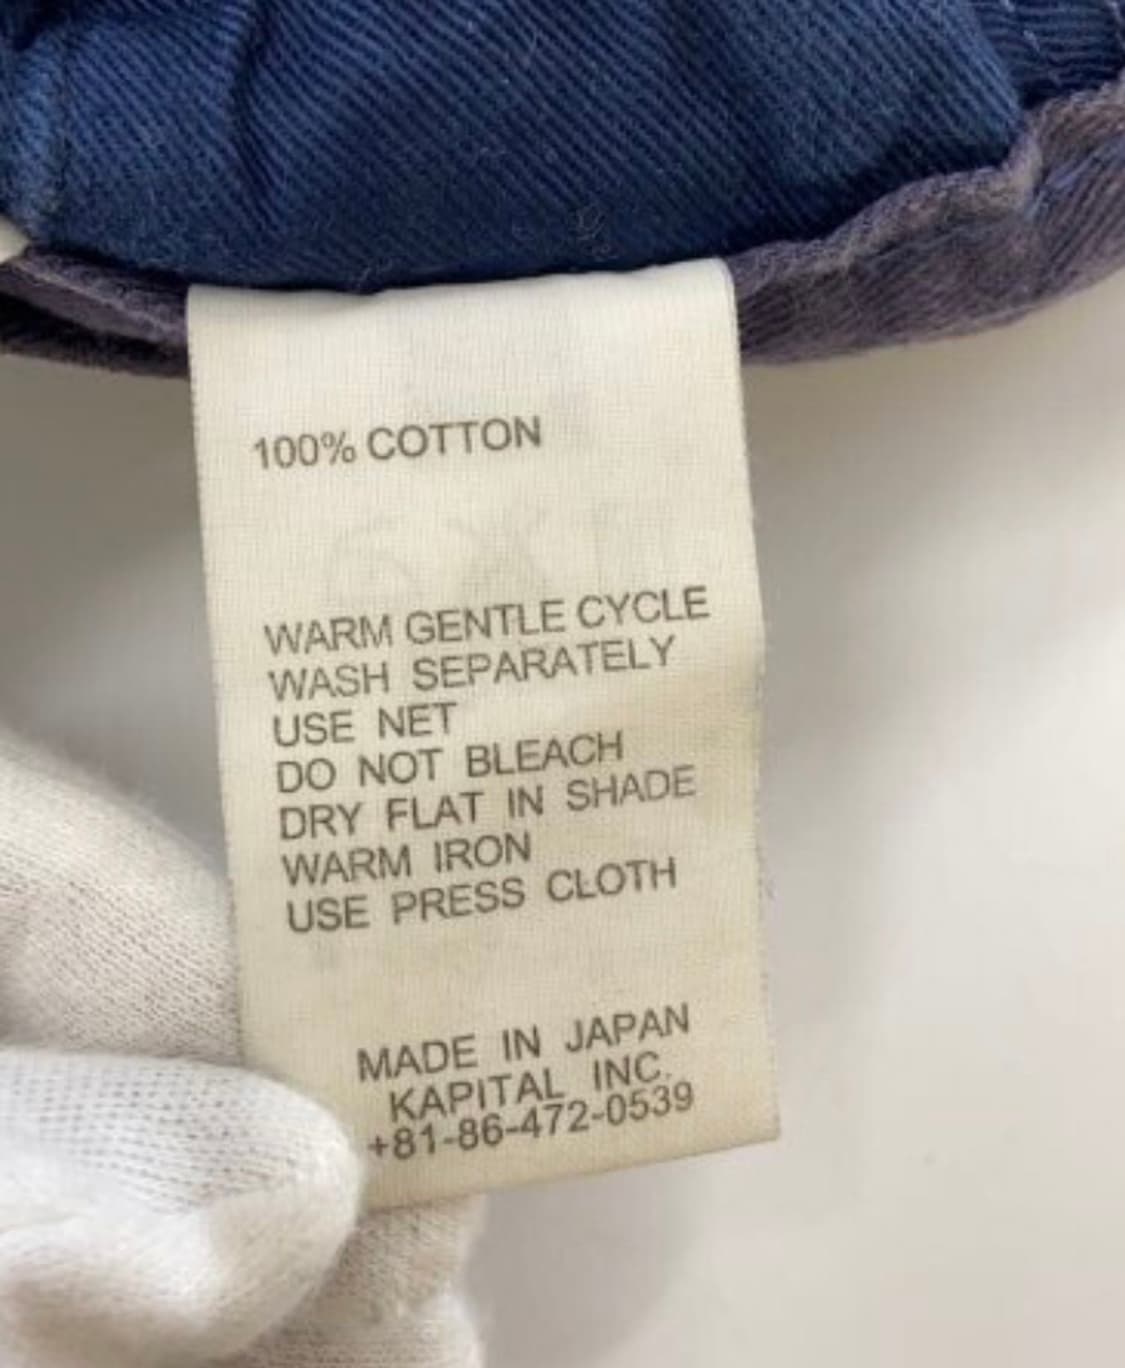 100% COTTON
WARM GENTLE CYCLE
WASH SEPARATELY
USE NET
DO NOT BLEACH
DRY FLAT IN SHADE
WARM IRON
USE PRESS CLOTH
MADE IN JAPAN
KAPITAL INC.
+81-86-472-0539